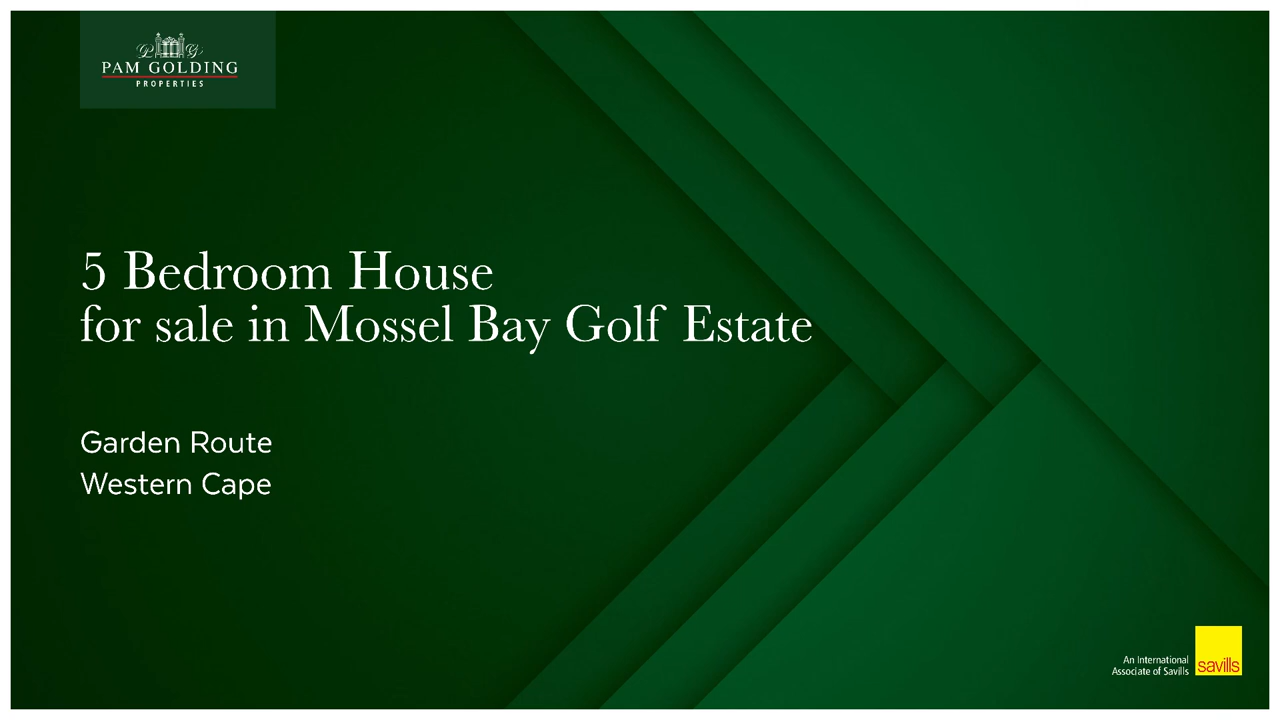 PAM GOLDING
PROPERTIES
5 Bedroom House
for sale in Mossel Bay Golf Estate
Garden Route
Western Cape
An International
Associate of Savills
savills